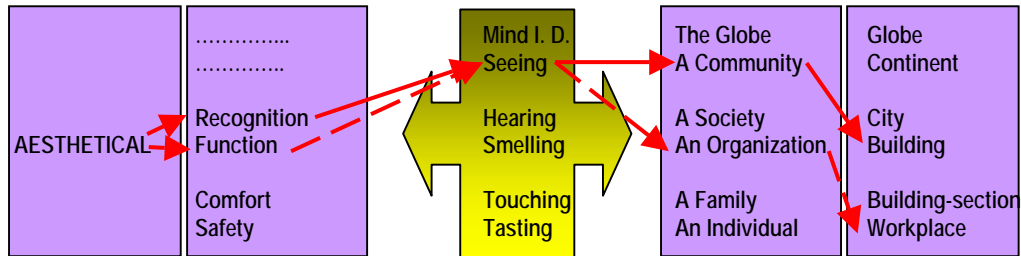 AESTHETICAL
…………...
…………..
Recognition
Function
Comfort
Safety
Mind I. D.
Seeing
Hearing
Smelling
Touching
Tasting
The Globe
A Community
A Society
An Organization
A Family
An Individual
Globe
Continent
City
Building
Building-section
Workplace